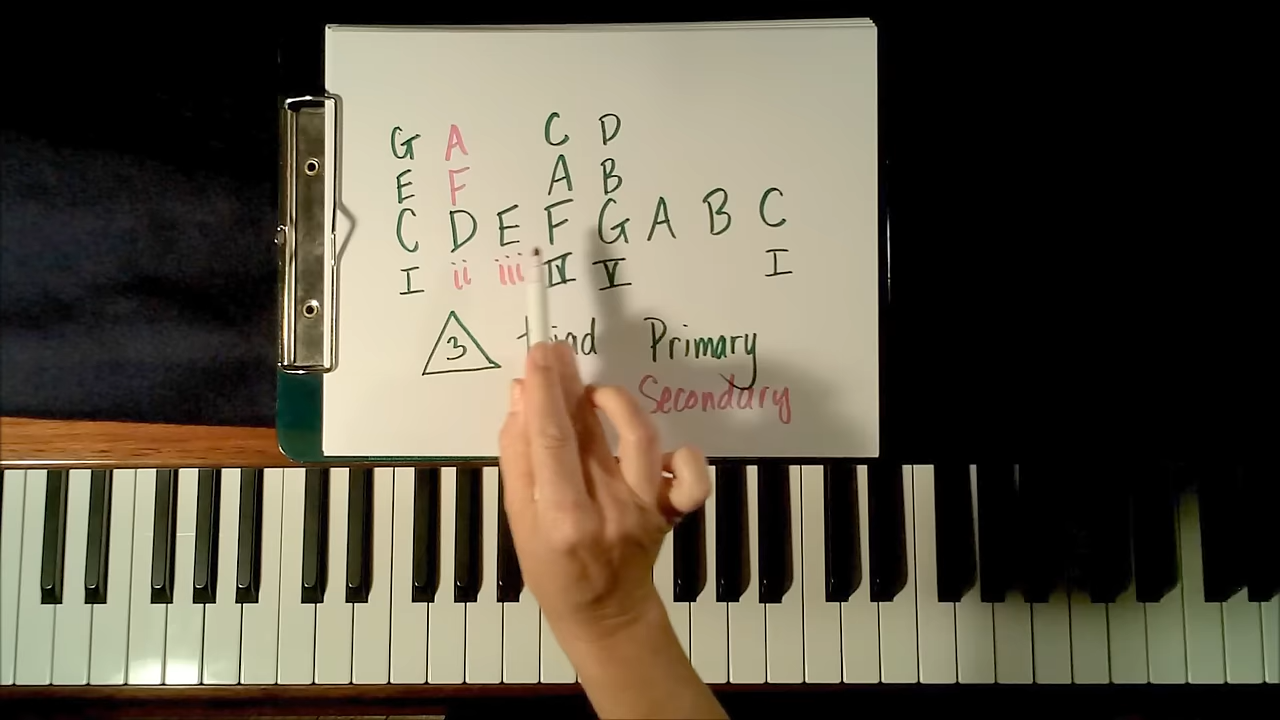 G A C D
E F A B
C D E F G A B C
I ii iii IV V I
3 Primary
Secondary